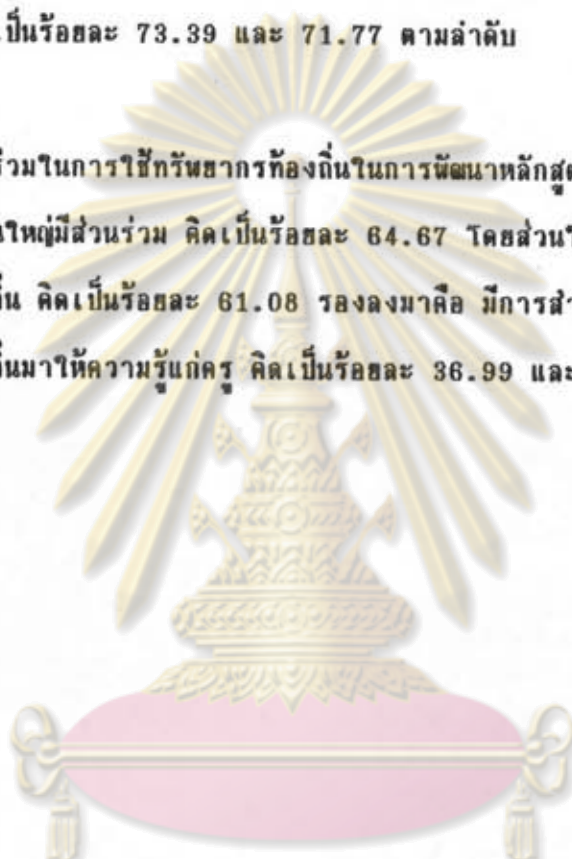 เป็นร้อยละ 73.39 และ 71.77 ตามลำดับ
ร่วมในการใช้ทรัพยากรท้องถิ่นในการพัฒนาหลักสูต
นใหญ่มีส่วนร่วม คิดเป็นร้อยละ 64.67 โดยส่วนใ
ิ่น คิดเป็นร้อยละ 61.08 รองลงมาคือ มีการสำ
ิ่นมาให้ความรู้แก่ครู คิดเป็นร้อยละ 36.99 และ